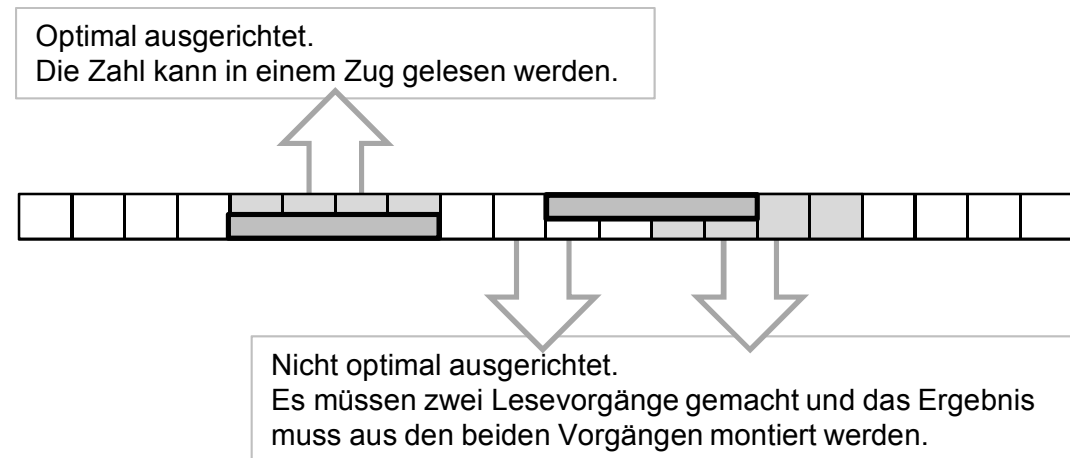 Optimal ausgerichtet.
Die Zahl kann in einem Zug gelesen werden.
Nicht optimal ausgerichtet.
Es müssen zwei Lesevorgänge gemacht und das Ergebnis
muss aus den beiden Vorgängen montiert werden.